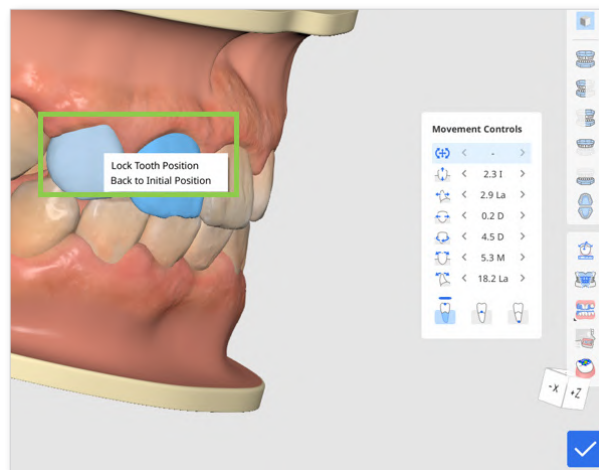 Lock Tooth Position
Back to Initial Position
Movement Controls
-
2.3 I
2.9 La
0.2 D
4.5 D
5.3 M
18.2 La
-X
+Z